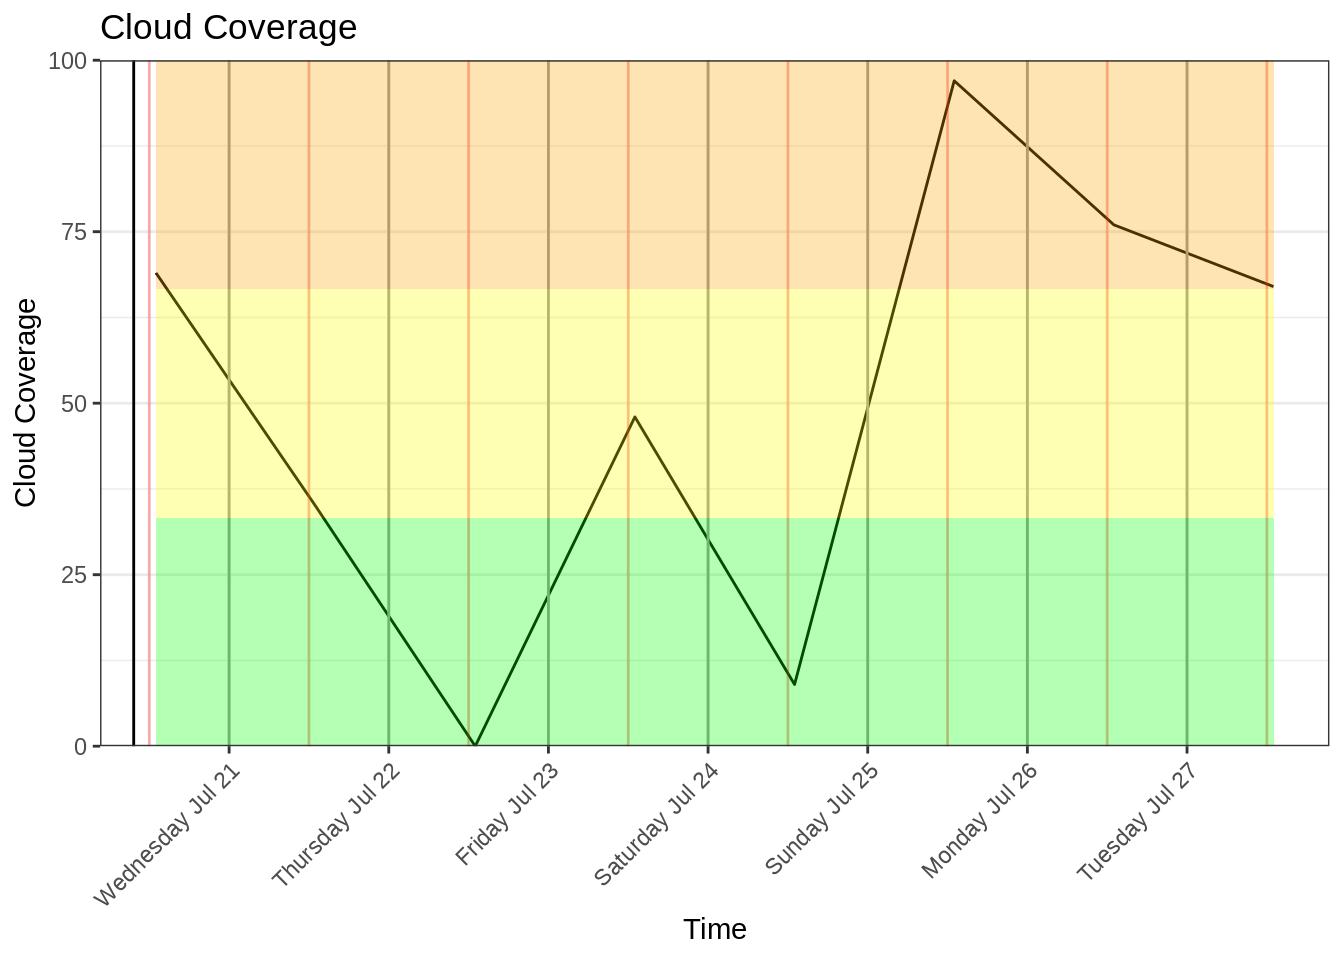 Cloud Coverage
100
75
50
25
0
Cloud Coverage
Wednesday Jul 21
Thursday Jul 22
Friday Jul 23
Saturday Jul 24
Sunday Jul 25
Monday Jul 26
Tuesday Jul 27
Time